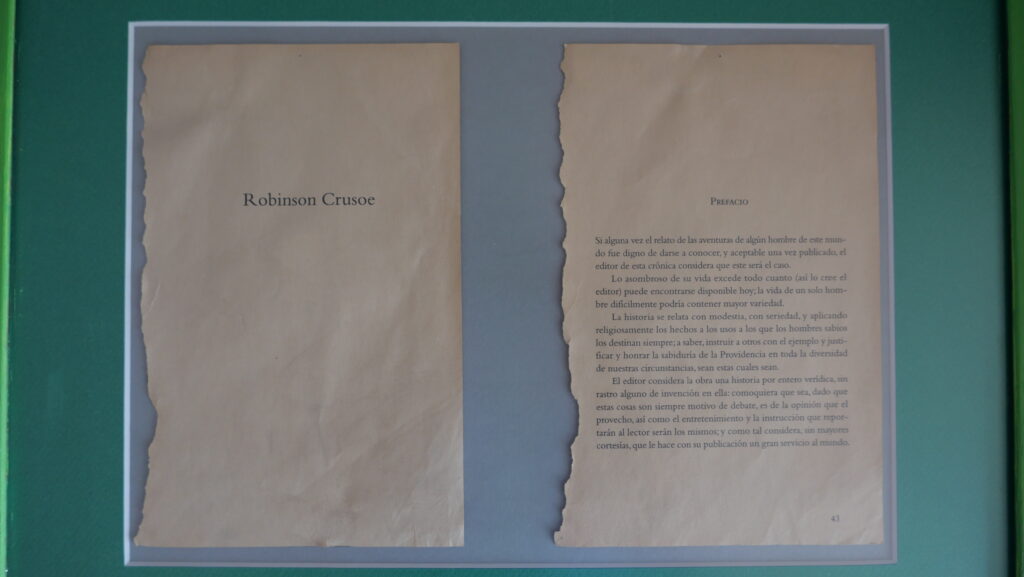 Robinson Crusoe
Prefacio
Si alguna vez el relato de las aventuras de algún hombre de este mun-
do fue digno de darse a conocer, y aceptable una vez publicado, el
editor de esta crónica considera que este será el caso.
Lo asombroso de su vida excede todo cuanto (así lo cree el
editor) puede encontrarse disponible hoy; la vida de un solo hom-
bre difícilmente podría contener mayor variedad.
La historia se relata con modestia, con seriedad, y aplicando
religiosamente los hechos a los usos a los que los hombres sabios
los destinan siempre; a saber, instruir a otros con el ejemplo y justi-
ficar y honrar la sabiduría de la Providencia en toda la diversidad
de nuestras circunstancias, sean estas cuales sean.
El editor considera la obra una historia por entero verídica, sin
rastro alguno de invención en ella: comoquiera que sea, dado que
estas cosas son siempre motivo de debate, es de la opinión que el
provecho, así como el entretenimiento y la instrucción que repor-
tarán al lector serán los mismos; y como tal considera, sin mayores
cortesías, que le hace con su publicación un gran servicio al mundo.
43